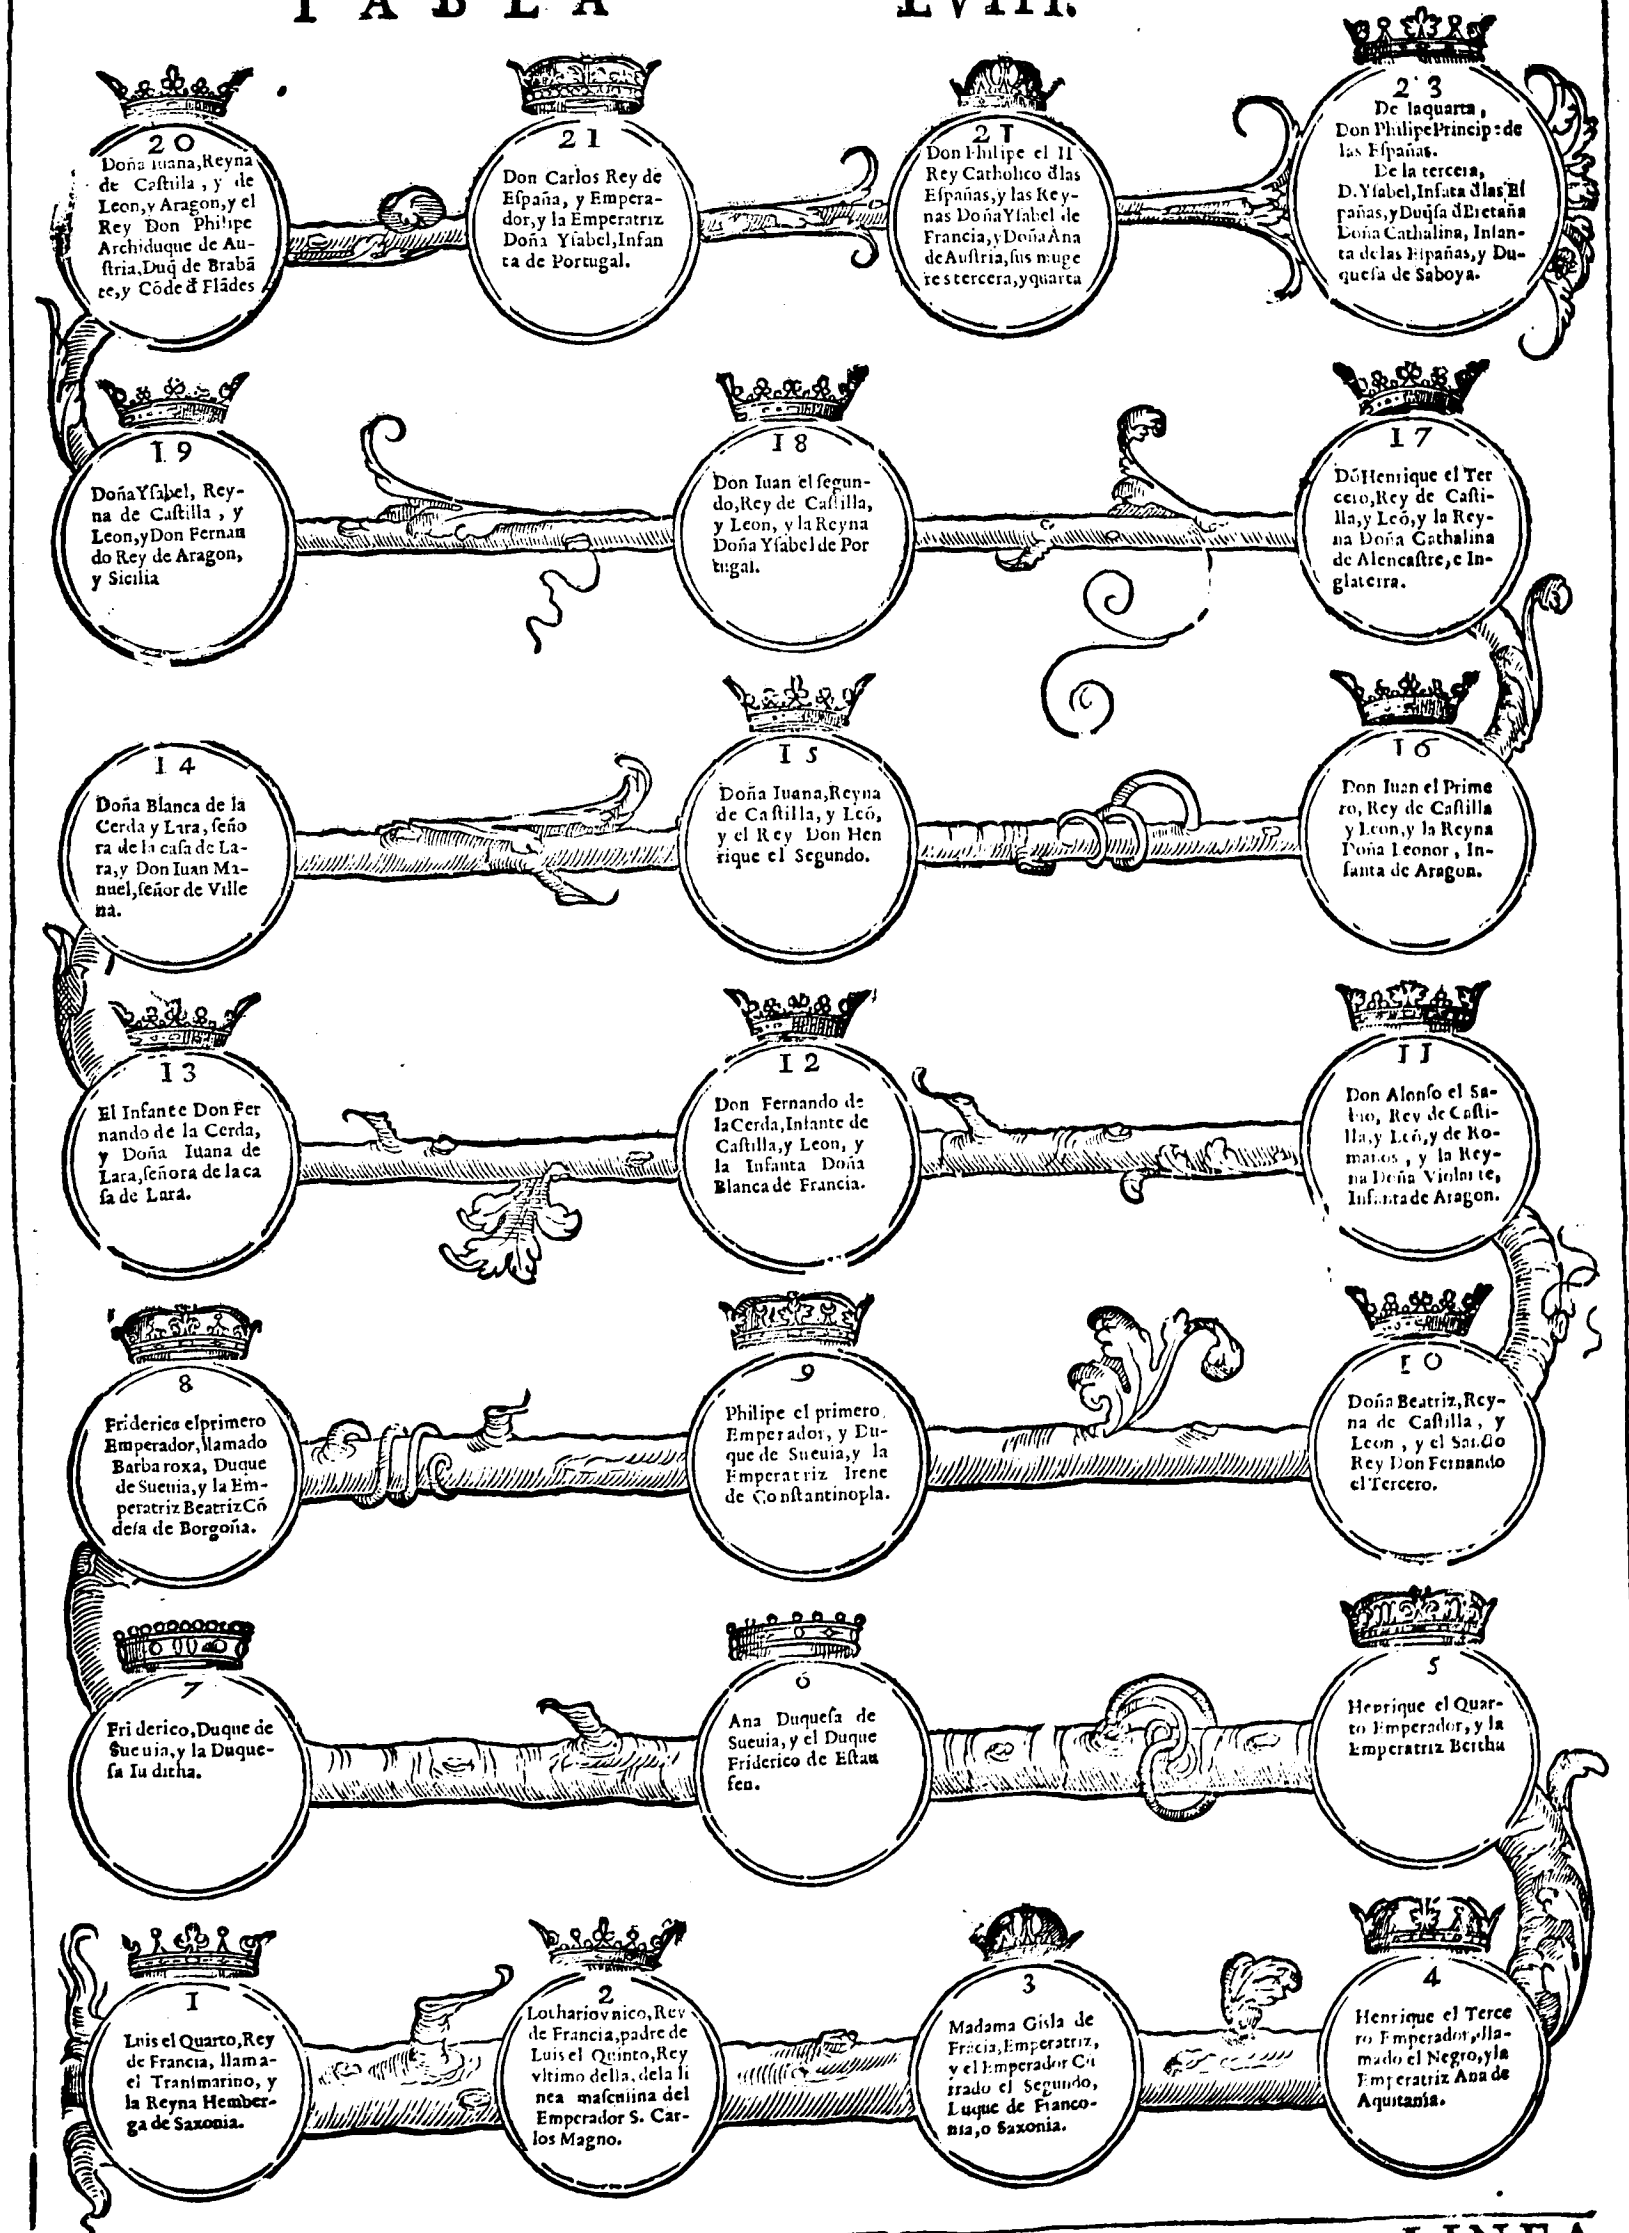 TABLA LVIII.
20
Doña Iuana, Reyna
de Caſtilla, y de
Leon, y Aragon, y el
Rey Don Philipe
Archiduque de Au-
ſtria, Duq̃ de Brabã
te, y Cõde đ Flãdes
21
Don Carlos Rey de
Eſpaña, y Empera-
dor, y la Emperatriz
Doña Yſabel, Infan
ta de Portugal.
21
Don Philipe el II
Rey Catholico đlas
Eſpañas, y las Rey-
nas Doña Yſabel de
Francia, y Doña Ana
de Auſtria, ſus muge
res tercera, y quarta
23
De laquarta,
Don Philipe Principe de
las Eſpañas.
De la tercera,
D. Yſabel, Infãta đlas Eſ
pañas, y Duq̃ſa đ Bretaña
Doña Cathalina, Infan-
ta de las Eſpañas, y Du-
queſa de Saboya.
19
Doña Yſabel, Rey-
na de Caſtilla, y
Leon, y Don Fernan
do Rey de Aragon,
y Sicilia
18
Don Iuan el ſegun-
do, Rey de Caſtilla,
y Leon, y la Reyna
Doña Yſabel de Por
tugal.
17
Dõ Henrique el Ter
cero, Rey de Caſti-
lla, y Leõ, y la Rey-
na Doña Cathalina
de Alencaſtre, e In-
glaterra.
14
Doña Blanca de la
Cerda y Lara, ſeño
ra de la caſa de La-
ra, y Don Iuan Ma-
nuel, ſeñor de Ville
na.
15
Doña Iuana, Reyna
de Caſtilla, y Leõ,
y el Rey Don Hen
rique el Segundo.
16
Don Iuan el Prime
ro, Rey de Caſtilla
y Leon, y la Reyna
Doña Leonor, In-
fanta de Aragon.
13
El Infante Don Fer
nando de la Cerda,
y Doña Iuana de
Lara, ſeñora de la ca
ſa de Lara.
12
Don Fernando de
la Cerda, Infante de
Caſtilla, y Leon, y
la Infanta Doña
Blanca de Francia.
11
Don Alonſo el Sa-
bio, Rey de Caſti-
lla, y Leõ, y de Ro-
manos, y la Rey-
na Doña Violante,
Infanta de Aragon.
8
Friderico el primero
Emperador, llamado
Barba roxa, Duque
de Sueuia, y la Em-
peratriz Beatriz Cõ
deſa de Borgoña.
9
Philipe el primero
Emperador, y Du-
que de Sueuia, y la
Emperatriz Irene
de Conſtantinopla.
10
Doña Beatriz, Rey-
na de Caſtilla, y
Leon, y el Sancto
Rey Don Fernando
el Tercero.
7
Friderico, Duque de
Sueuia, y la Duque-
ſa Iuditha.
6
Ana Duqueſa de
Sueuia, y el Duque
Friderico de Eſtau
fen.
5
Henrique el Quar-
to Emperador, y la
Emperatriz Bertha
1
Luis el Quarto, Rey
de Francia, llama-
el Tranſmarino, y
la Reyna Hember-
ga de Saxonia.
2
Lothario vnico, Rey
de Francia, padre de
Luis el Quinto, Rey
vltimo della, dela li
nea maſculina del
Emperador S. Car-
los Magno.
3
Madama Gisla de
Frãcia, Emperatriz,
y el Emperador Cõ
rrado el Segundo,
Duque de Franco-
nia, o Saxonia.
4
Henrique el Terce
ro Emperador, lla-
mado el Negro, y la
Emperatriz Ana de
Aquitania.
LINEA